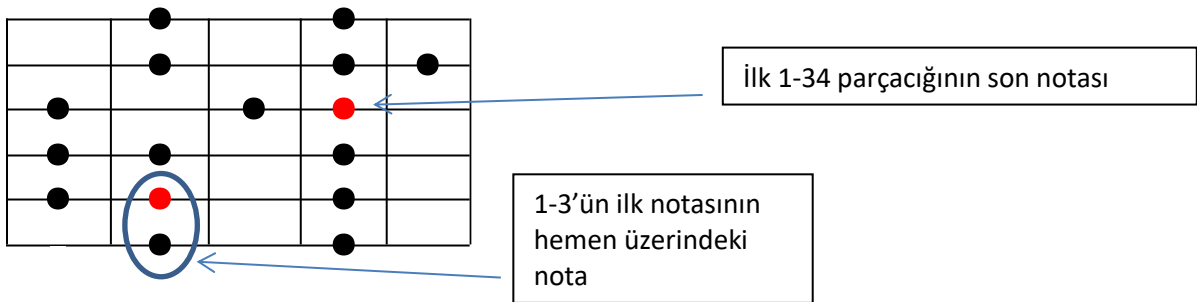 İlk 1-34 parçacığının son notası
1-3’ün ilk notasının
hemen üzerindeki
nota